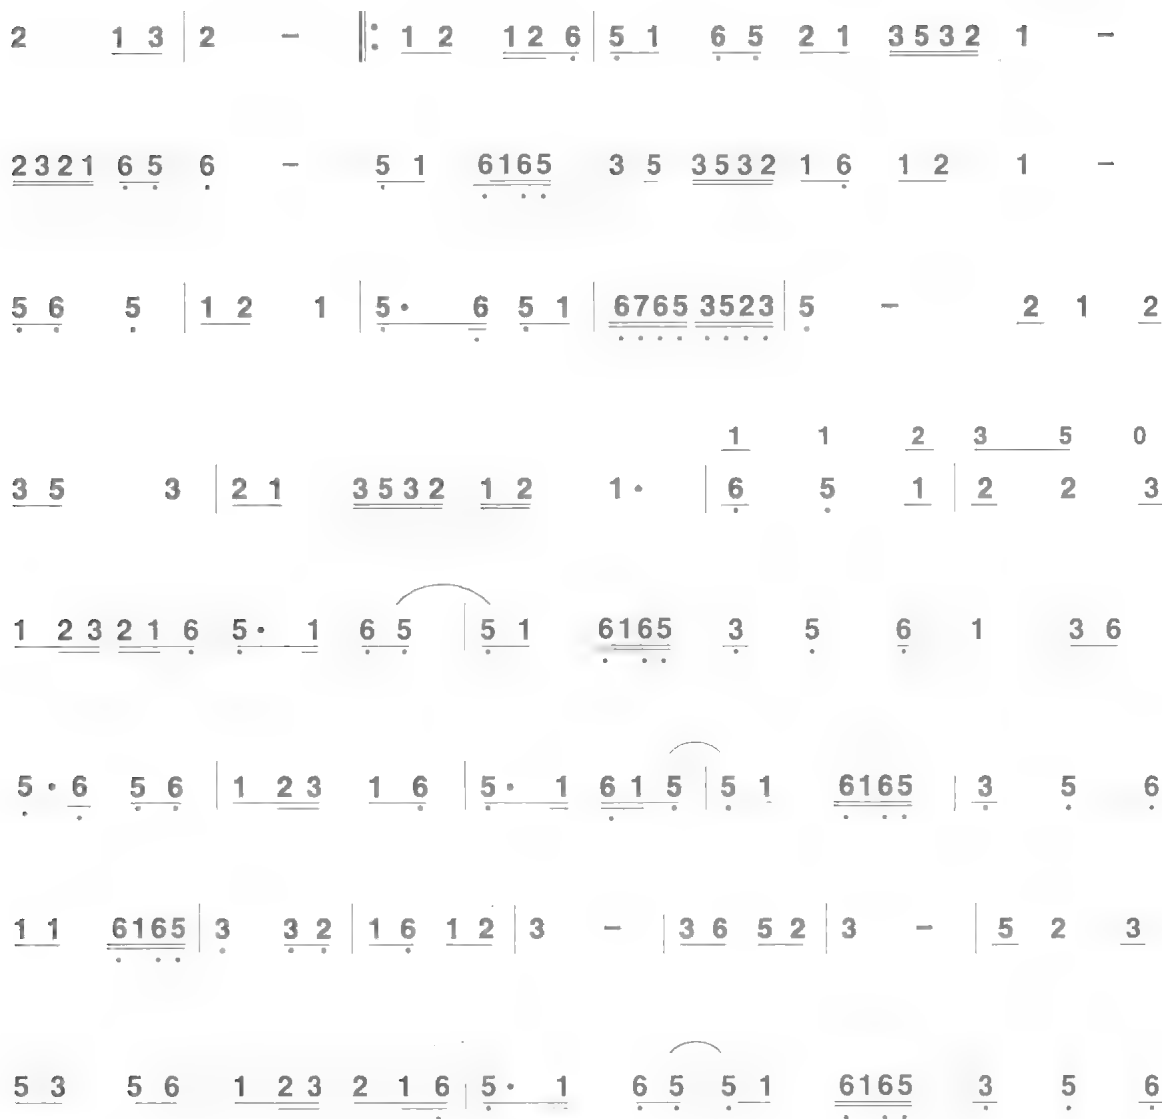 2 1 3 | 2 – ‖: 1 2 1 2 6 | 5 1 6 5 2 1 3 5 3 2 1 –
2 3 2 1 6 5 6 – 5 1 6 1 6 5 3 5 3 5 3 2 1 6 1 2 1 –
5 6 5 | 1 2 1 | 5 · 6 5 1 | 6 7 6 5 3 5 2 3 | 5 – 2 1 2
1 1 2 3 5 0
3 5 3 | 2 1 3 5 3 2 1 2 1 · | 6 5 1 | 2 2 3
1 2 3 2 1 6 5 · 1 6 5 | 5 1 6 1 6 5 3 5 6 1 3 6
5 · 6 5 6 | 1 2 3 1 6 | 5 · 1 6 1 5 | 5 1 6 1 6 5 | 3 5 6
1 1 6 1 6 5 | 3 3 2 | 1 6 1 2 | 3 – | 3 6 5 2 | 3 – | 5 2 3
5 3 5 6 1 2 3 2 1 6 | 5 · 1 6 5 5 1 6 1 6 5 3 5 6